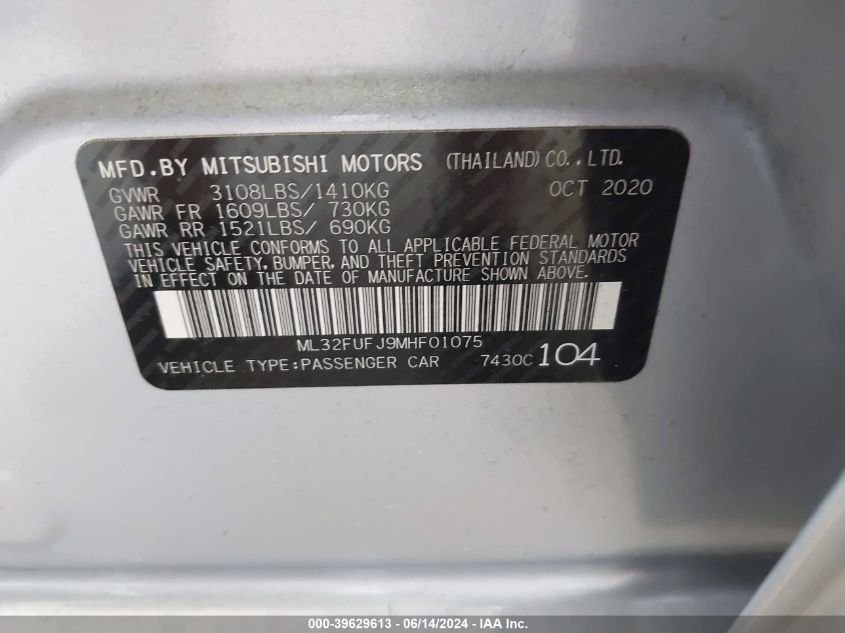 MFD.BY MITSUBISHI MOTORS (THAILAND) CO.,LTD.
GVWR 3108LBS/1410KG OCT 2020
GAWR FR 1609LBS/ 730KG
GAWR RR 1521LBS/ 690KG
THIS VEHICLE CONFORMS TO ALL APPLICABLE FEDERAL MOTOR
VEHICLE SAFETY, BUMPER, AND THEFT PREVENTION STANDARDS
IN EFFECT ON THE DATE OF MANUFACTURE SHOWN ABOVE.
ML32FUFJ9MHF01075
VEHICLE TYPE:PASSENGER CAR 7430C 104
000-39629613 - 06/14/2024 - IAA Inc.